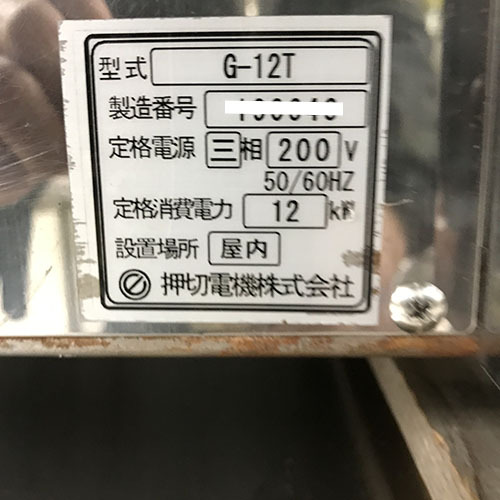 型式 G-12T
製造番号
定格電源 三相 200 V
50/60HZ
定格消費電力 12 kW
設置場所 屋内
押切電機株式会社